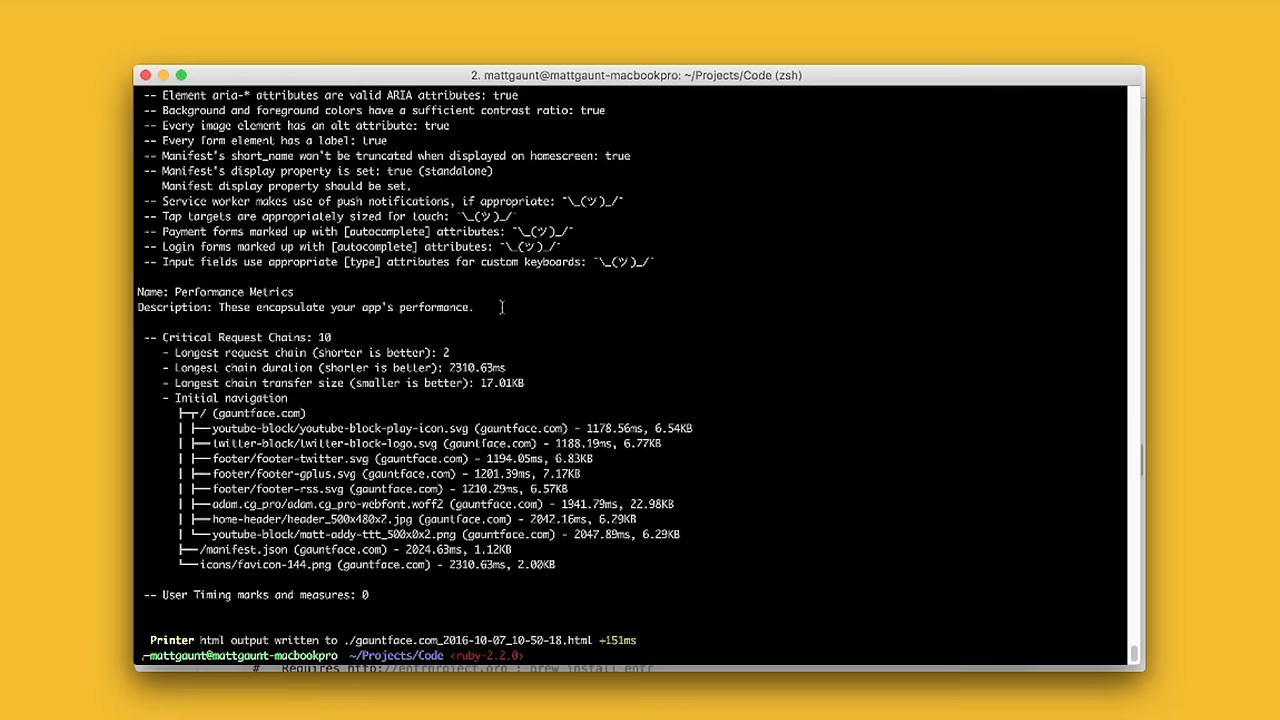 2. mattgaunt@mattgaunt-macbookpro: ~/Projects/Code (zsh)
-- Element aria-* attributes are valid ARIA attributes: true
-- Background and foreground colors have a sufficient contrast ratio: true
-- Every image element has an alt attribute: true
-- Every form element has a label: true
-- Manifest's short_name won't be truncated when displayed on homescreen: true
-- Manifest's display property is set: true (standalone)
Manifest display property should be set.
-- Service worker makes use of push notifications, if appropriate: ¯\_(ツ)_/¯
-- Tap targets are appropriately sized for touch: ¯\_(ツ)_/¯
-- Payment forms marked up with [autocomplete] attributes: ¯\_(ツ)_/¯
-- Login forms marked up with [autocomplete] attributes: ¯\_(ツ)_/¯
-- Input fields use appropriate [type] attributes for custom keyboards: ¯\_(ツ)_/¯
Name: Performance Metrics
Description: These encapsulate your app's performance.
-- Critical Request Chains: 10
- Longest request chain (shorter is better): 2
- Longest chain duration (shorter is better): 2310.63ms
- Longest chain transfer size (smaller is better): 17.01KB
- Initial navigation
├─┬ / (gauntface.com)
│ ├──youtube-block/youtube-block-play-icon.svg (gauntface.com) - 1178.56ms, 6.54KB
│ ├──twitter-block/twitter-block-logo.svg (gauntface.com) - 1188.19ms, 6.77KB
│ ├──footer/footer-twitter.svg (gauntface.com) - 1194.05ms, 6.83KB
│ ├──footer/footer-gplus.svg (gauntface.com) - 1201.39ms, 7.17KB
│ ├──footer/footer-rss.svg (gauntface.com) - 1210.29ms, 6.57KB
│ ├──adam.cg_pro/adam.cg_pro-webfont.woff2 (gauntface.com) - 1941.79ms, 22.98KB
│ ├──home-header/header_500x480x2.jpg (gauntface.com) - 2042.16ms, 6.29KB
│ └──youtube-block/matt-addy-ttt_500x0x2.png (gauntface.com) - 2047.89ms, 6.29KB
├──/manifest.json (gauntface.com) - 2024.63ms, 1.12KB
└──icons/favicon-144.png (gauntface.com) - 2310.63ms, 2.00KB
-- User Timing marks and measures: 0
Printer html output written to ./gauntface.com_2016-10-07_10-50-18.html +151ms
╭─mattgaunt@mattgaunt-macbookpro ~/Projects/Code ‹ruby-2.2.0›
# Requires http://entrproject.org : brew install entr